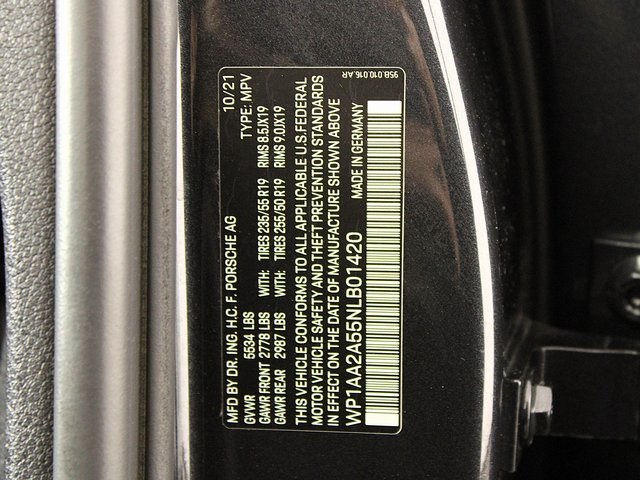 MFD BY DR. ING. H.C. F. PORSCHE AG 10/21
GVWR 5534 LBS TYPE: MPV
GAWR FRONT 2778 LBS WITH: TIRES 235/55 R19 RIMS 8.5JX19
GAWR REAR 2987 LBS WITH: TIRES 255/50 R19 RIMS 9.0JX19
THIS VEHICLE CONFORMS TO ALL APPLICABLE U.S. FEDERAL
MOTOR VEHICLE SAFETY AND THEFT PREVENTION STANDARDS
IN EFFECT ON THE DATE OF MANUFACTURE SHOWN ABOVE
WP1AA2A55NLB01420 MADE IN GERMANY
95B.010.016.AR